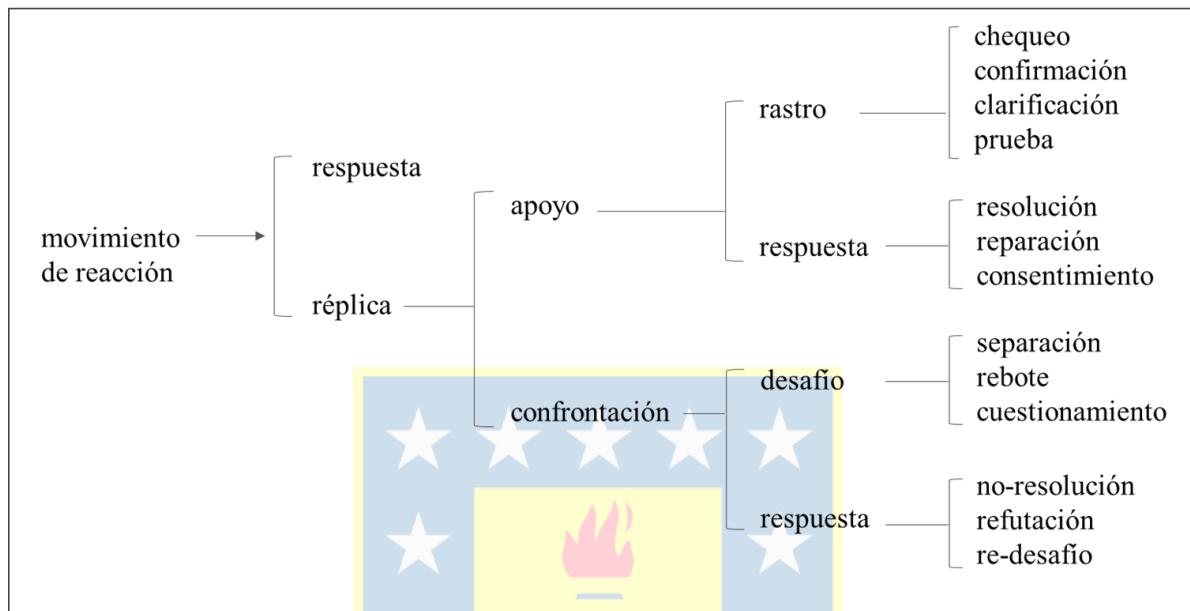 movimiento
de reacción
respuesta
réplica
apoyo
confrontación
rastro
respuesta
desafío
respuesta
chequeo
confirmación
clarificación
prueba
resolución
reparación
consentimiento
separación
rebote
cuestionamiento
no-resolución
refutación
re-desafío